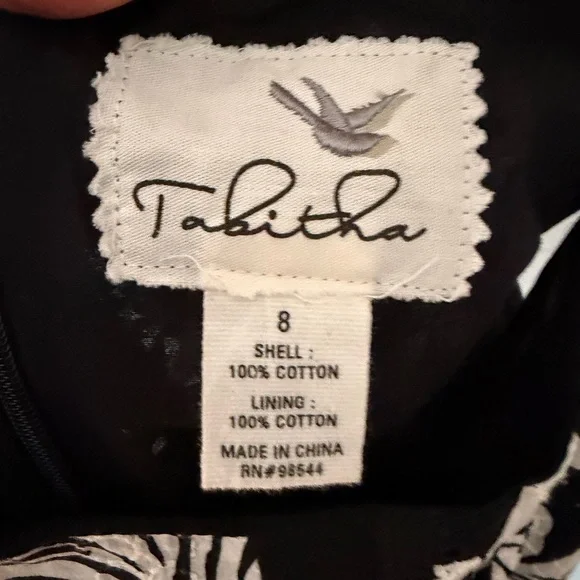 Tabitha
8
SHELL :
100% COTTON
LINING :
100% COTTON
MADE IN CHINA
RN#98544